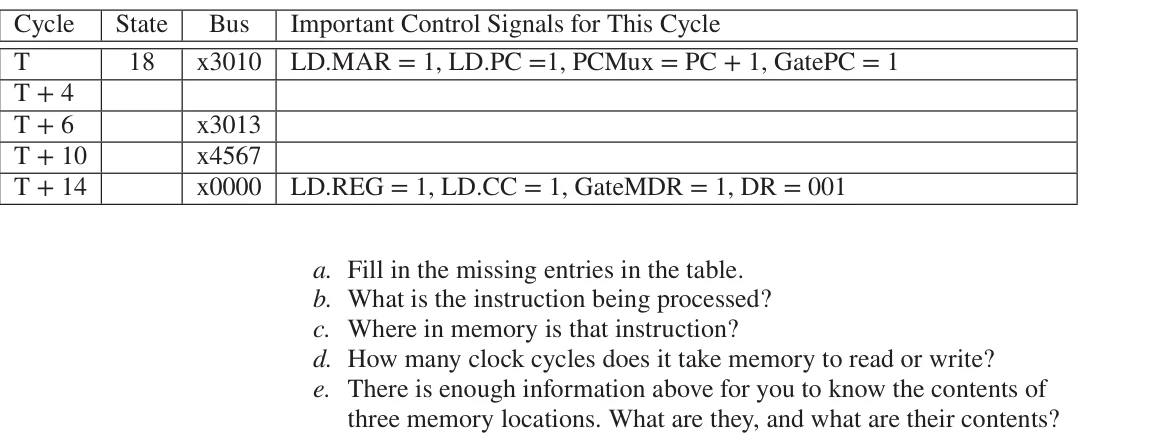 Cycle State Bus Important Control Signals for This Cycle
T 18 x3010 LD.MAR = 1, LD.PC =1, PCMux = PC + 1, GatePC = 1
T + 4
T + 6 x3013
T + 10 x4567
T + 14 x0000 LD.REG = 1, LD.CC = 1, GateMDR = 1, DR = 001
a. Fill in the missing entries in the table.
b. What is the instruction being processed?
c. Where in memory is that instruction?
d. How many clock cycles does it take memory to read or write?
e. There is enough information above for you to know the contents of
three memory locations. What are they, and what are their contents?